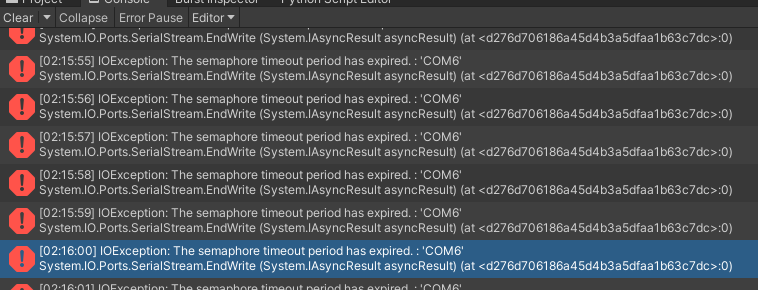 Project Console Burst Inspector Python Script Editor
Clear Collapse Error Pause Editor
System.IO.Ports.SerialStream.EndWrite (System.IAsyncResult asyncResult) (at <d276d706186a45d4b3a5dfaa1b63c7dc>:0)
[02:15:55] IOException: The semaphore timeout period has expired. : 'COM6'
System.IO.Ports.SerialStream.EndWrite (System.IAsyncResult asyncResult) (at <d276d706186a45d4b3a5dfaa1b63c7dc>:0)
[02:15:56] IOException: The semaphore timeout period has expired. : 'COM6'
System.IO.Ports.SerialStream.EndWrite (System.IAsyncResult asyncResult) (at <d276d706186a45d4b3a5dfaa1b63c7dc>:0)
[02:15:57] IOException: The semaphore timeout period has expired. : 'COM6'
System.IO.Ports.SerialStream.EndWrite (System.IAsyncResult asyncResult) (at <d276d706186a45d4b3a5dfaa1b63c7dc>:0)
[02:15:58] IOException: The semaphore timeout period has expired. : 'COM6'
System.IO.Ports.SerialStream.EndWrite (System.IAsyncResult asyncResult) (at <d276d706186a45d4b3a5dfaa1b63c7dc>:0)
[02:15:59] IOException: The semaphore timeout period has expired. : 'COM6'
System.IO.Ports.SerialStream.EndWrite (System.IAsyncResult asyncResult) (at <d276d706186a45d4b3a5dfaa1b63c7dc>:0)
[02:16:00] IOException: The semaphore timeout period has expired. : 'COM6'
System.IO.Ports.SerialStream.EndWrite (System.IAsyncResult asyncResult) (at <d276d706186a45d4b3a5dfaa1b63c7dc>:0)
[02:16:01] IOException: The semaphore timeout period has expired. : 'COM6'